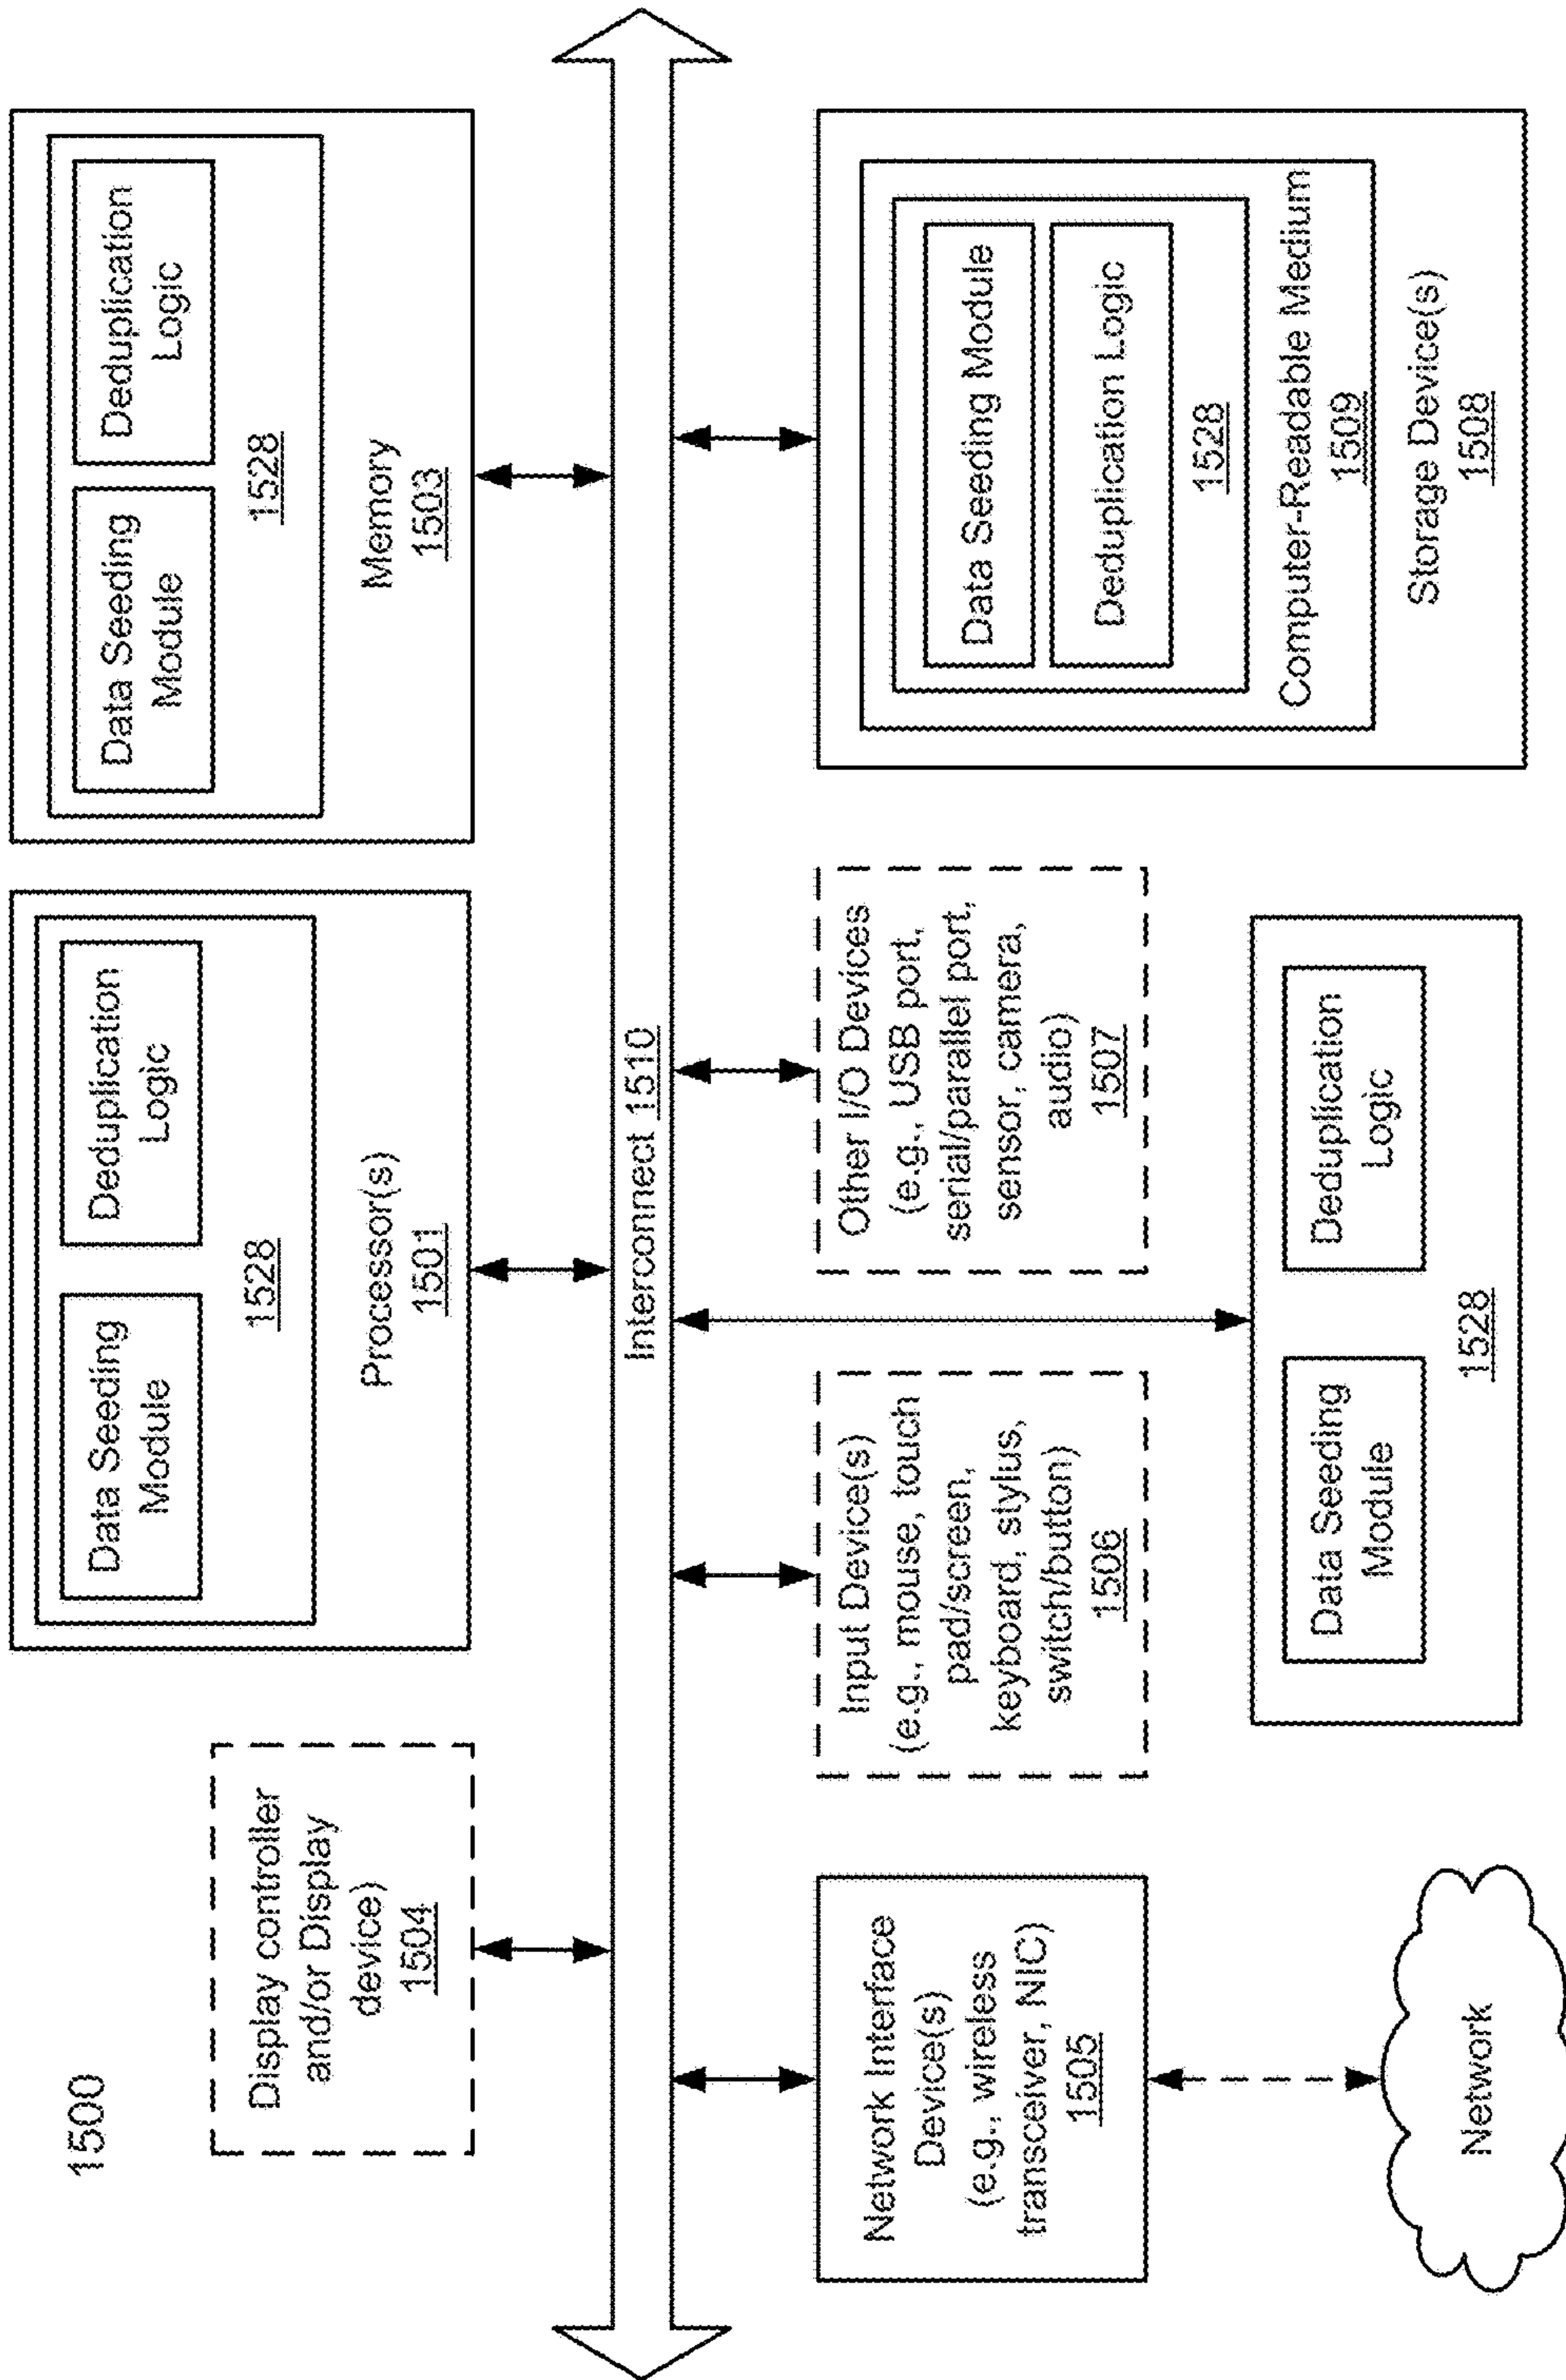 1500
Display controller
and/or Display
device)
1504
Data Seeding
Module
Deduplication
Logic
1528
Processor(s)
1501
Data Seeding
Module
Deduplication
Logic
1528
Memory
1503
Interconnect 1510
Network Interface
Device(s)
(e.g., wireless
transceiver, NIC)
1505
Input Device(s)
(e.g., mouse, touch
pad/screen,
keyboard, stylus,
switch/button)
1506
Other I/O Devices
(e.g., USB port,
serial/parallel port,
sensor, camera,
audio)
1507
Data Seeding Module
Deduplication Logic
1528
Computer-Readable Medium
1509
Storage Device(s)
1508
Network
Data Seeding
Module
Deduplication
Logic
1528